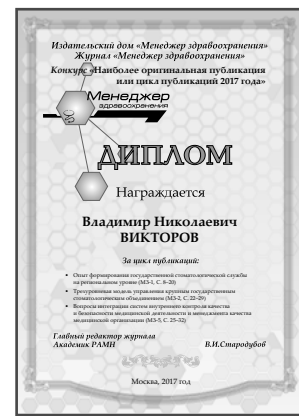 Издательский дом «Менеджер здравоохранения»
Журнал «Менеджер здравоохранения»
Конкурс «Наиболее оригинальная публикация
или цикл публикаций 2017 года»
Менеджер
здравоохранения
ДИПЛОМ
Награждается
Владимир Николаевич
ВИКТОРОВ
За цикл публикаций:
• Опыт формирования государственной стоматологической службы
на региональном уровне (МЗ-1, С. 8–20)
• Трехуровневая модель управления крупным государственным
стоматологическим объединением (МЗ-2, С. 22–29)
• Вопросы интеграции систем внутреннего контроля качества
и безопасности медицинской деятельности и менеджмента качества
медицинской организации (МЗ-5, С. 25–32)
Главный редактор журнала
Академик РАМН В.И.Стародубов
Москва, 2017 год